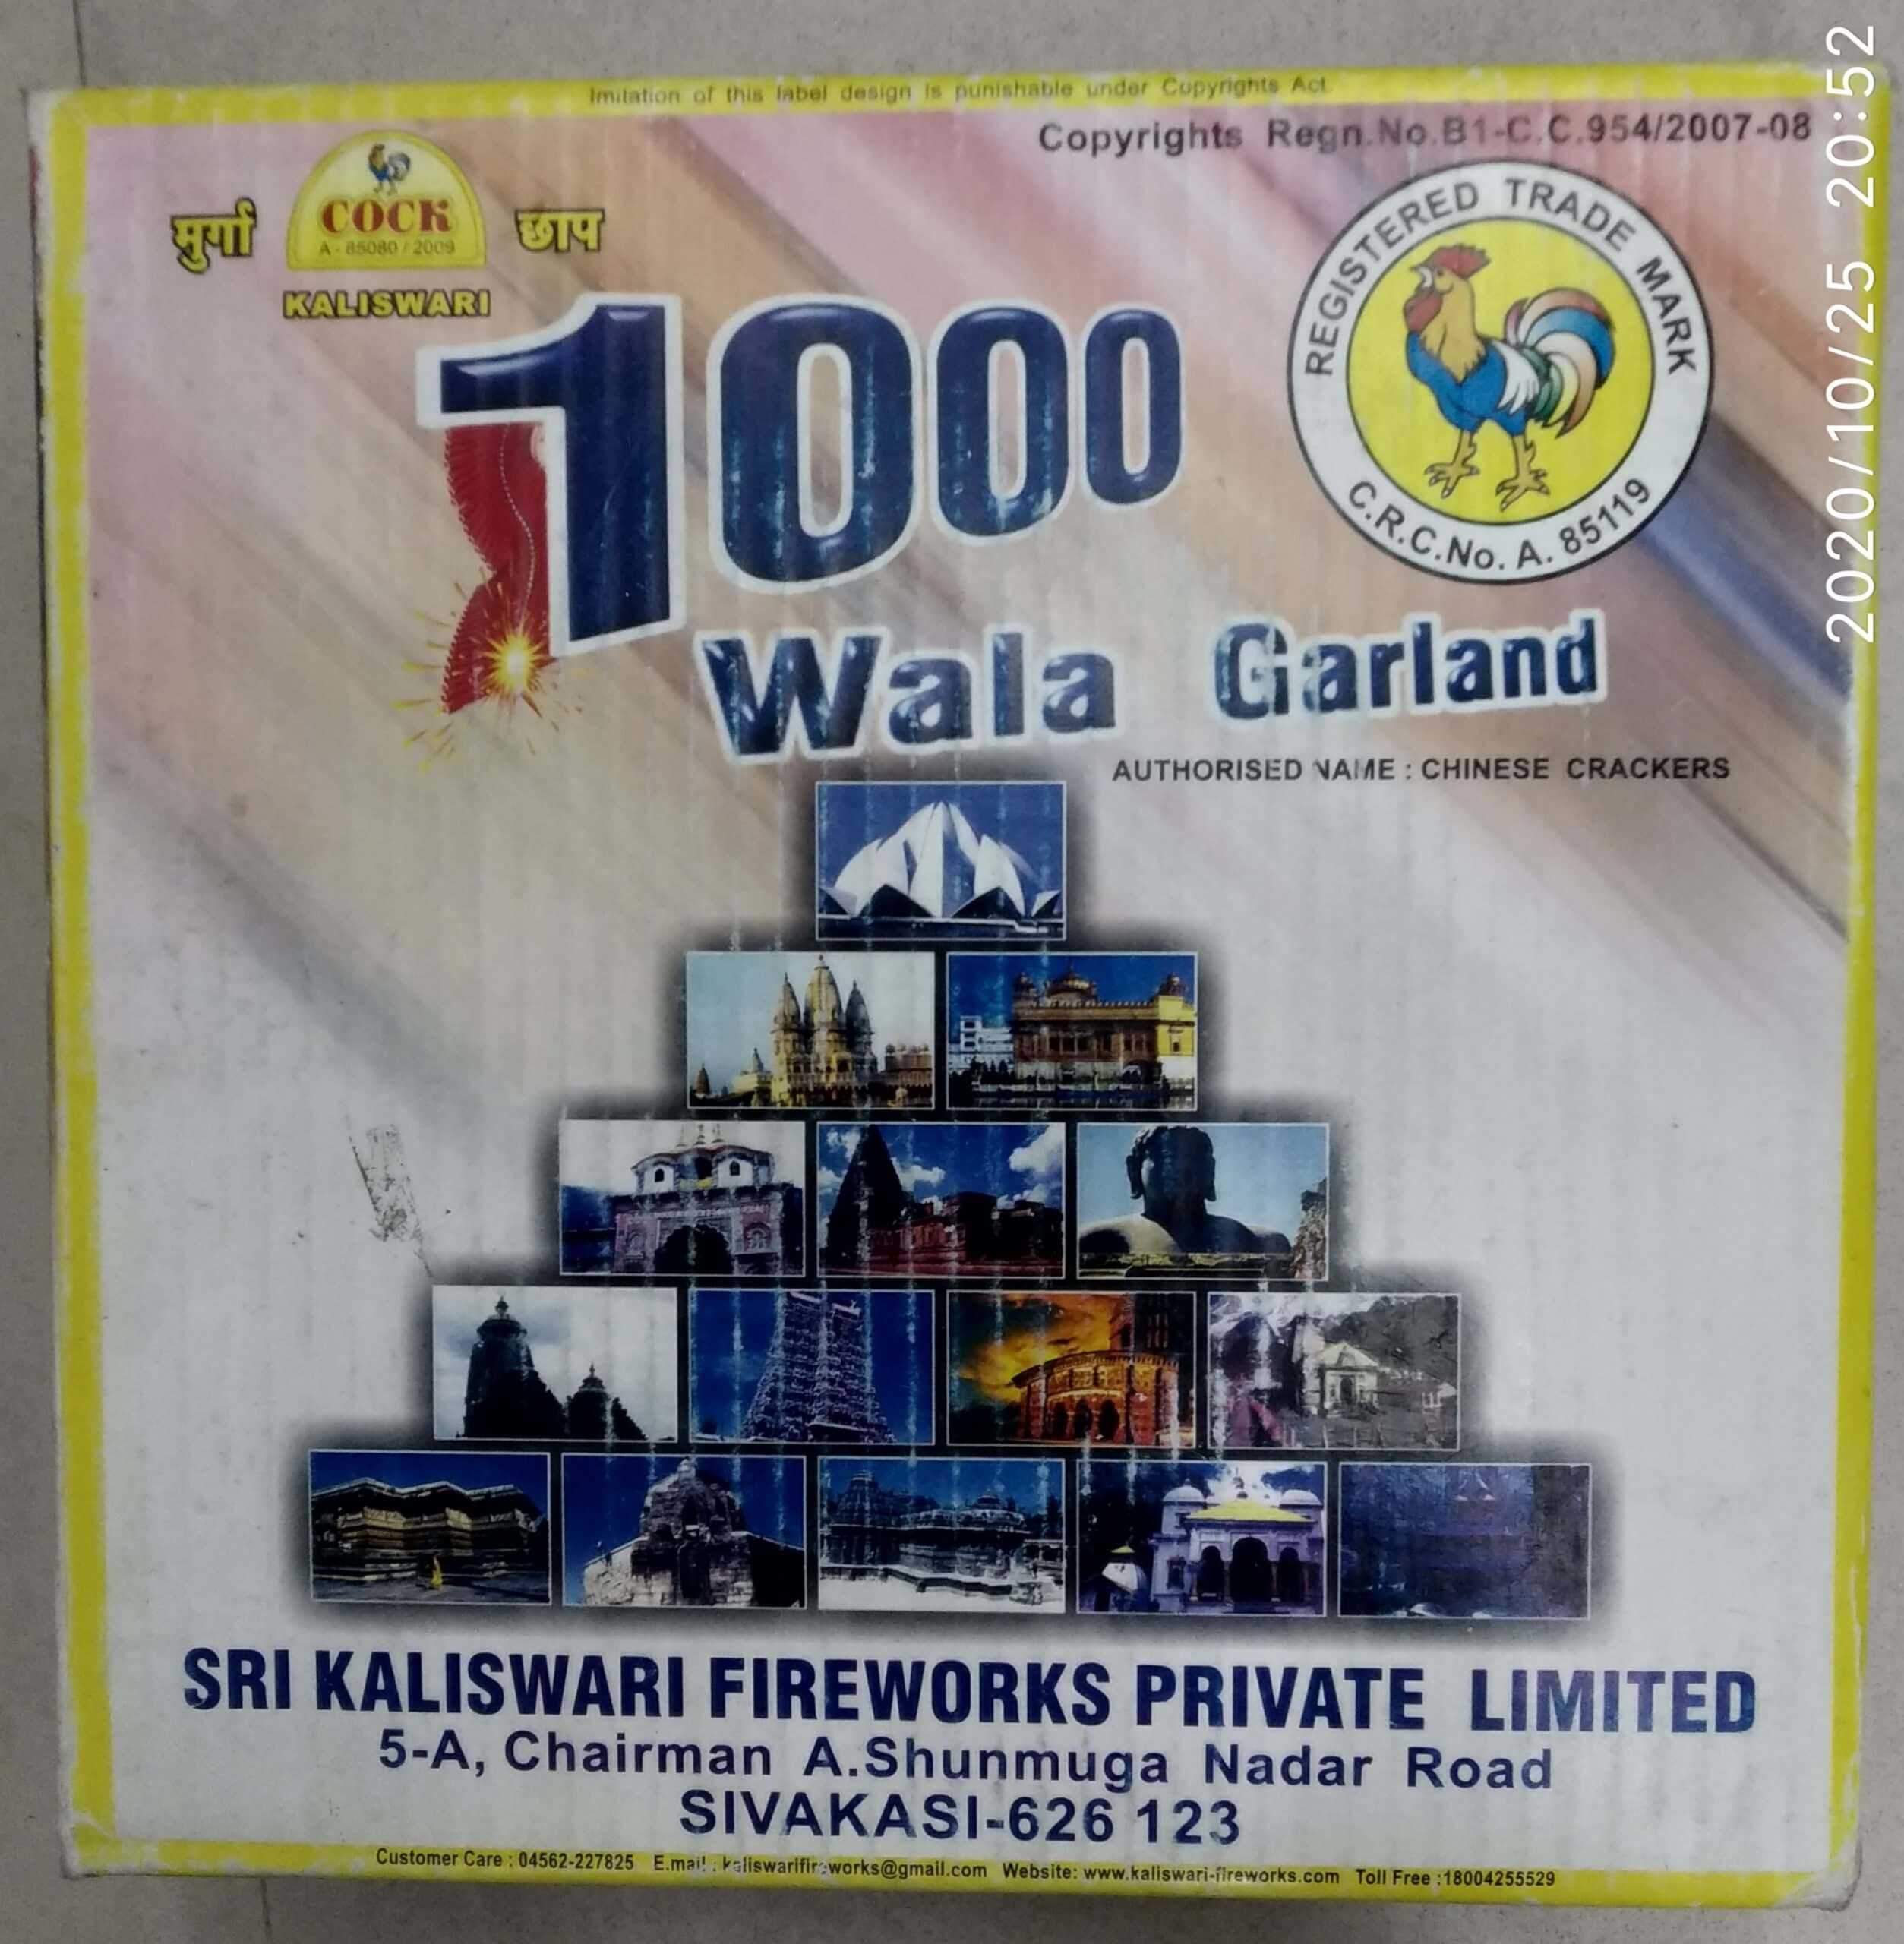 Imitation of this label design is punishable under Copyrights Act.
Copyrights Regn.No.B1-C.C.954/2007-08
मुर्गा
COCK
A - 85080 / 2009
छाप
KALISWARI
REGISTERED TRADE MARK
C.R.C.No. A. 85119
1000
Wala Garland
AUTHORISED NAME : CHINESE CRACKERS
SRI KALISWARI FIREWORKS PRIVATE LIMITED
5-A, Chairman A.Shunmuga Nadar Road
SIVAKASI-626 123
Customer Care : 04562-227825 E.mail : kaliswarifireworks@gmail.com Website: www.kaliswari-fireworks.com Toll Free :18004255529
2020/10/25 20:52